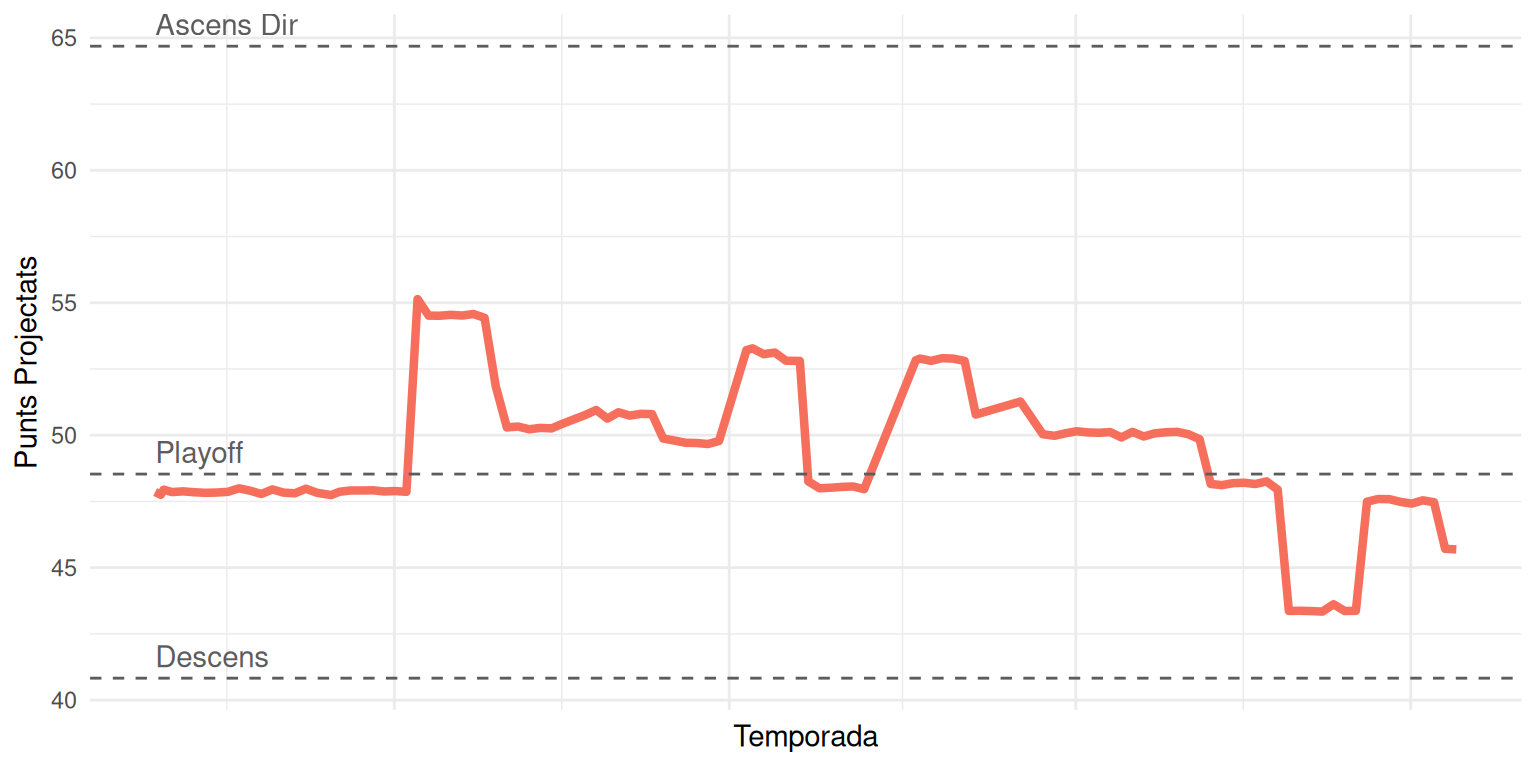 Ascens Dir
65
60
55
50
Playoff
45
Descens
40
Punts Projectats
Temporada